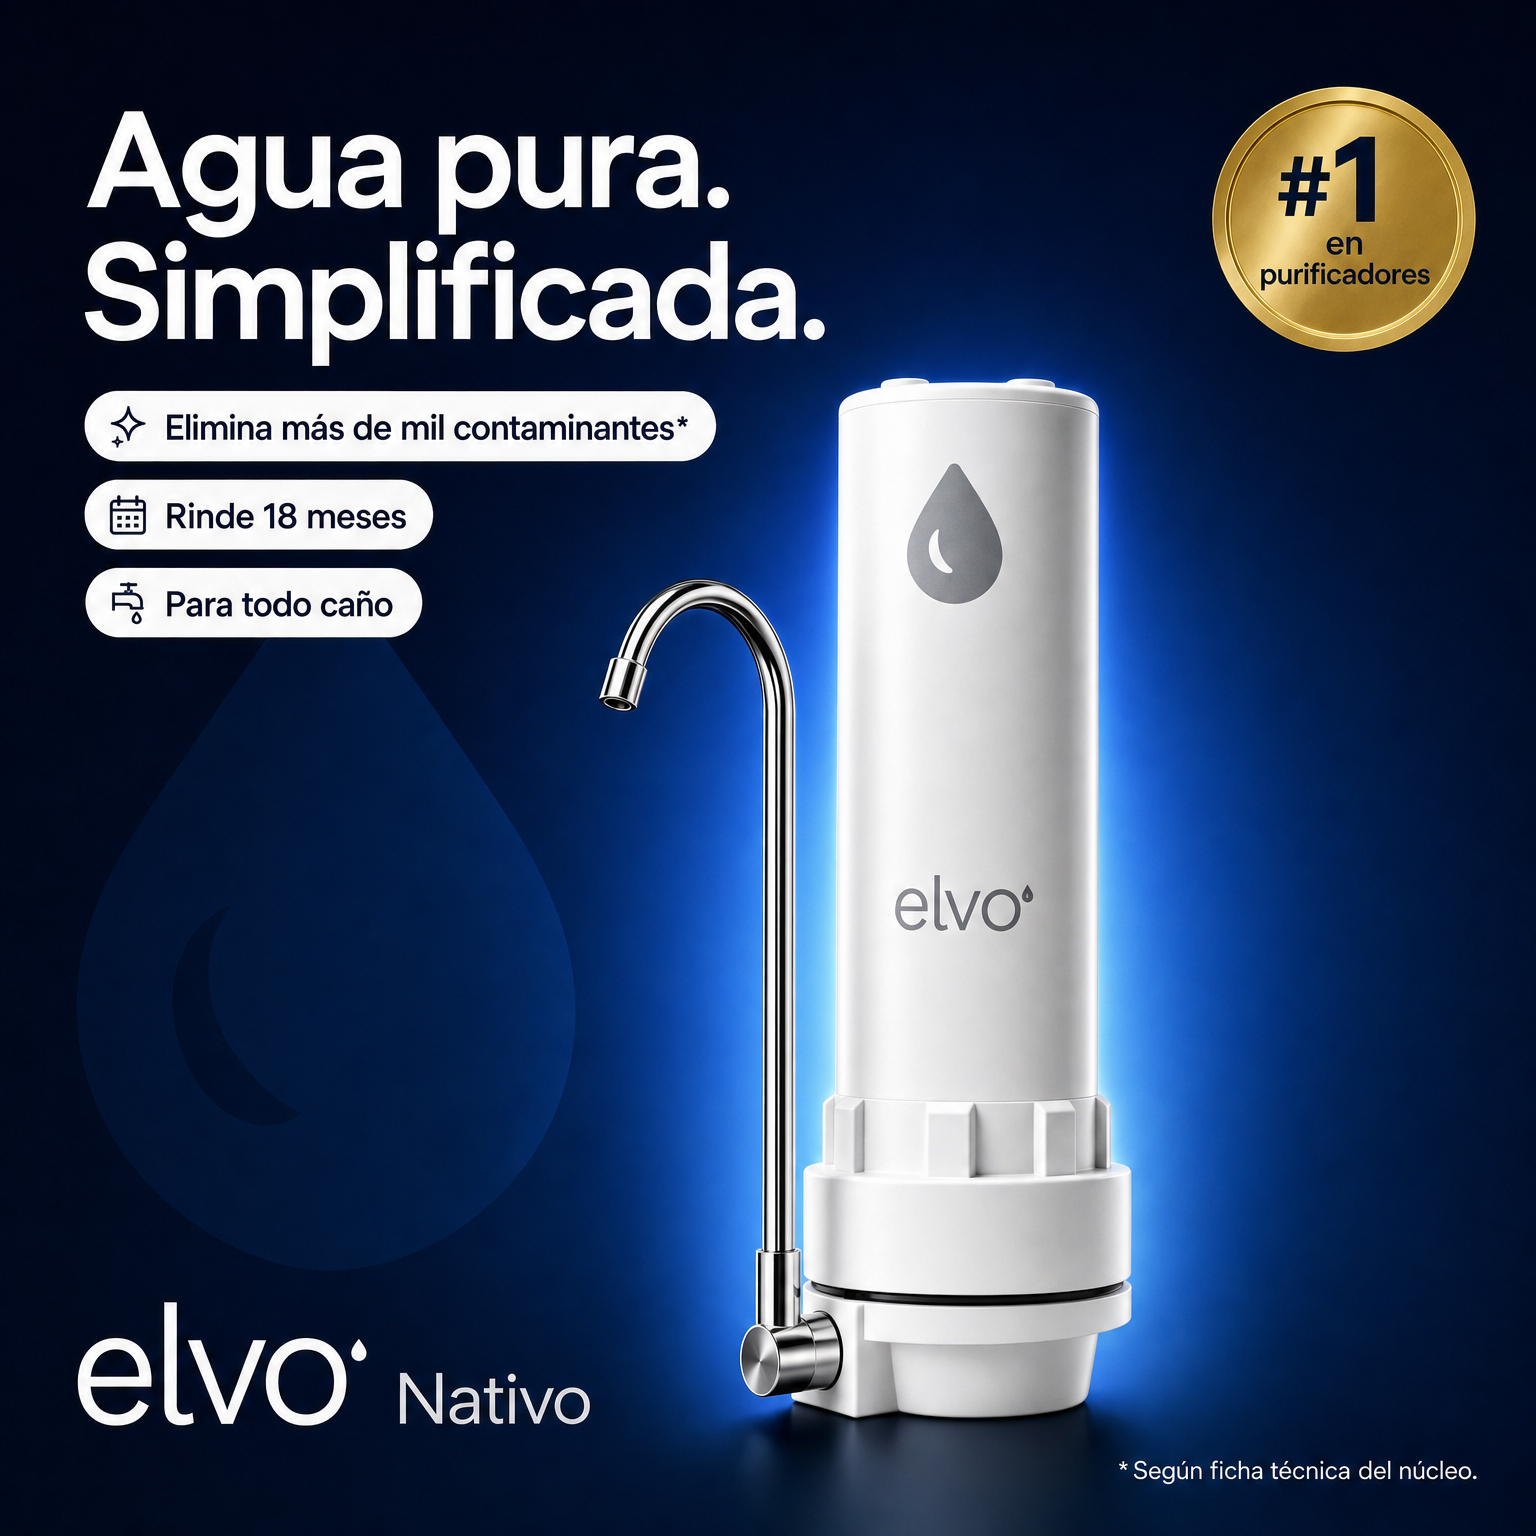 Agua pura.
Simplificada.
#1
en
purificadores
Elimina más de mil contaminantes*
Rinde 18 meses
Para todo caño
elvo
elvo Nativo
* Según ficha técnica del núcleo.